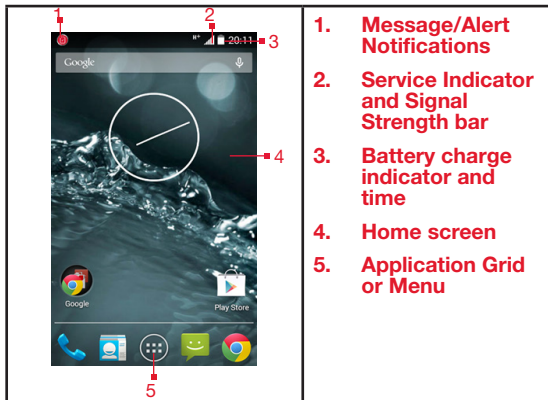 1
2
H+ 20:11
3
Google
4
Google
Play Store
5
1. Message/Alert
Notifications
2. Service Indicator
and Signal
Strength bar
3. Battery charge
indicator and
time
4. Home screen
5. Application Grid
or Menu